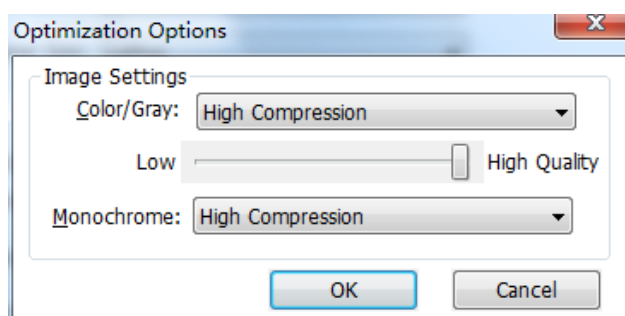 Optimization Options
Image Settings
Color/Gray: High Compression
Low High Quality
Monochrome: High Compression
OK Cancel